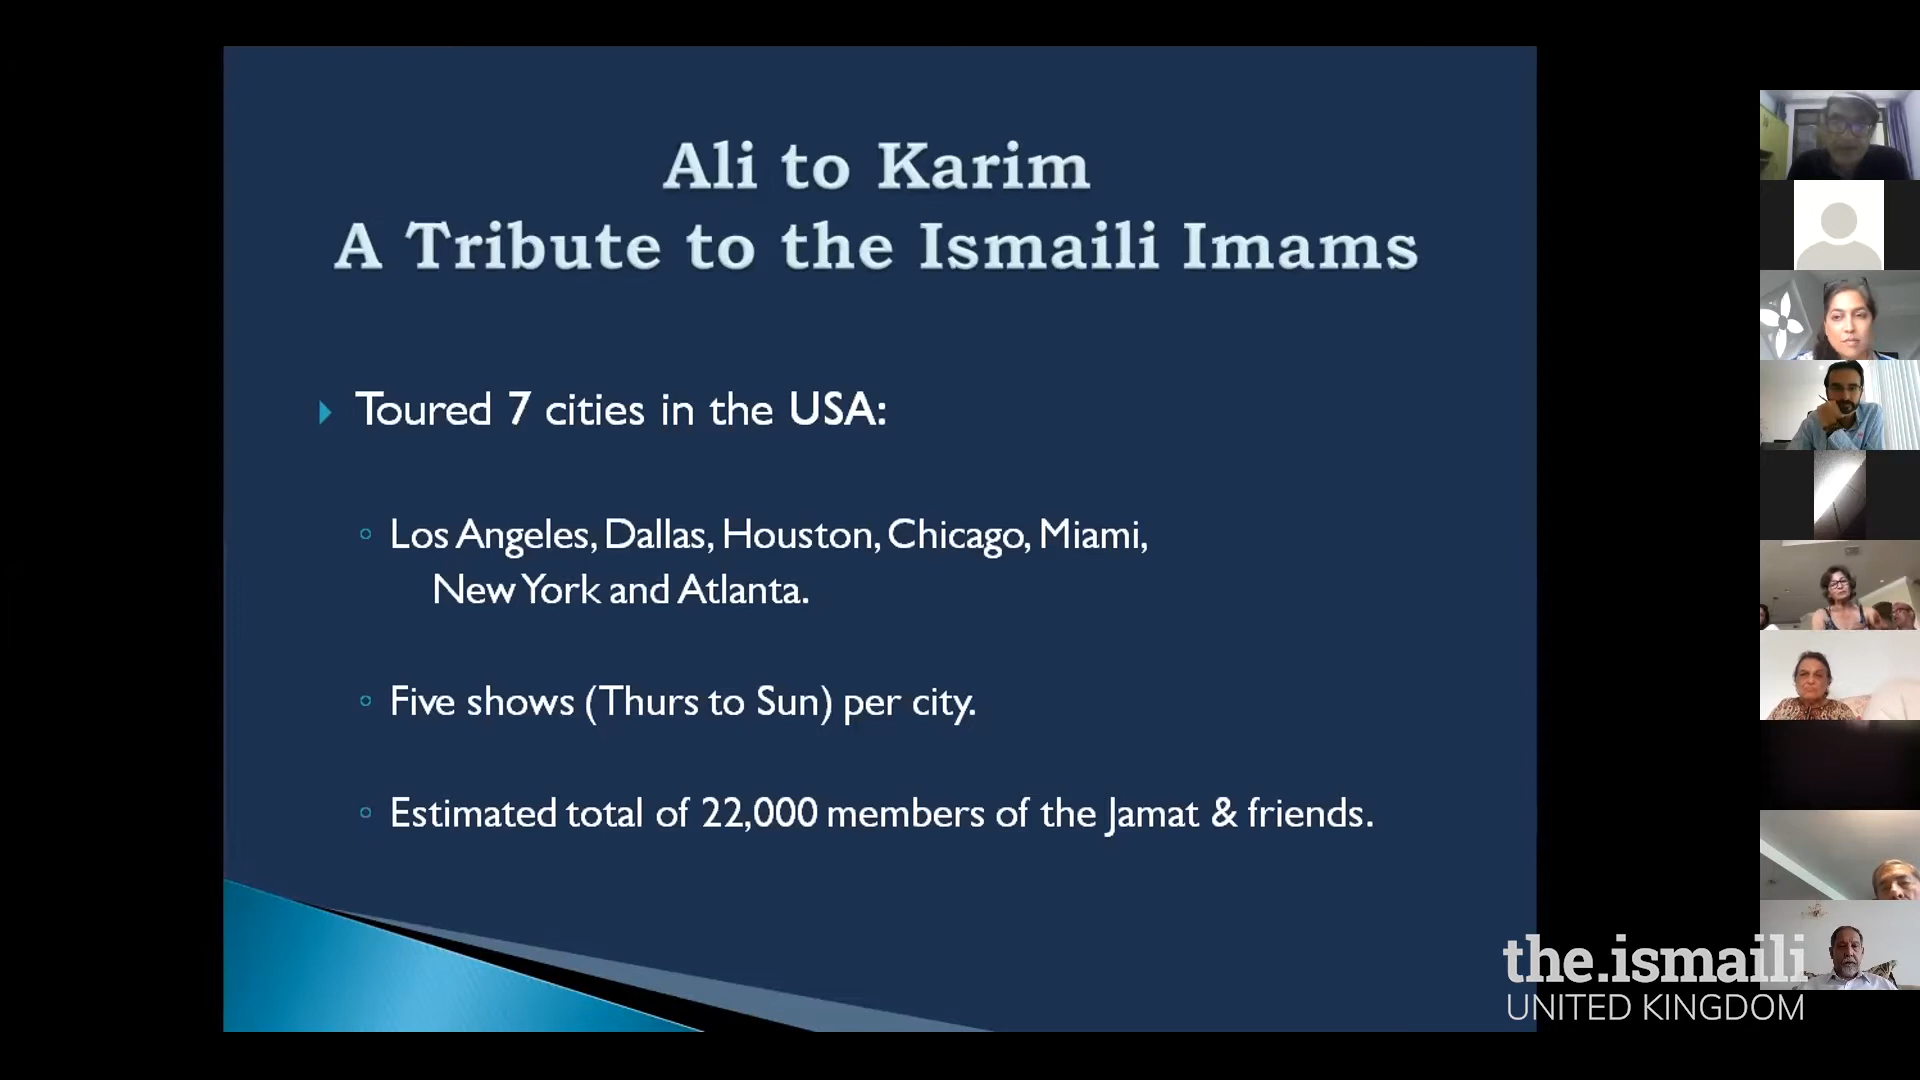 Ali to Karim
A Tribute to the Ismaili Imams
Toured 7 cities in the USA:
Los Angeles, Dallas, Houston, Chicago, Miami,
New York and Atlanta.
Five shows (Thurs to Sun) per city.
Estimated total of 22,000 members of the Jamat & friends.
the.ismaili
UNITED KINGDOM